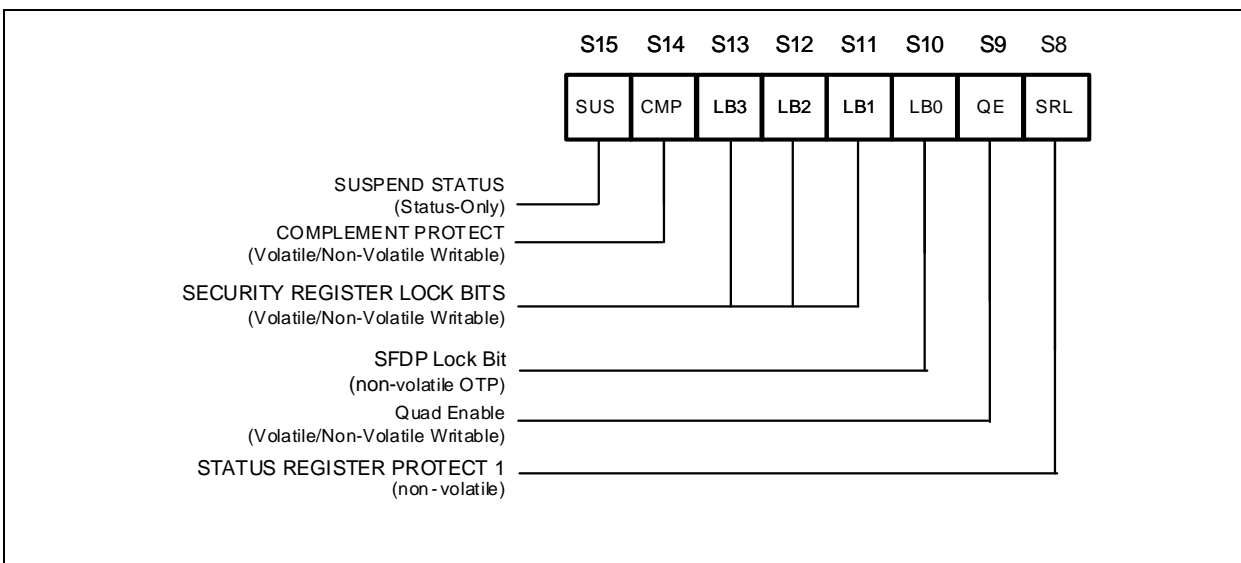 S15 S14 S13 S12 S11 S10 S9 S8
SUS CMP LB3 LB2 LB1 LB0 QE SRL
SUSPEND STATUS
(Status-Only)
COMPLEMENT PROTECT
(Volatile/Non-Volatile Writable)
SECURITY REGISTER LOCK BITS
(Volatile/Non-Volatile Writable)
SFDP Lock Bit
(non-volatile OTP)
Quad Enable
(Volatile/Non-Volatile Writable)
STATUS REGISTER PROTECT 1
(non-volatile)